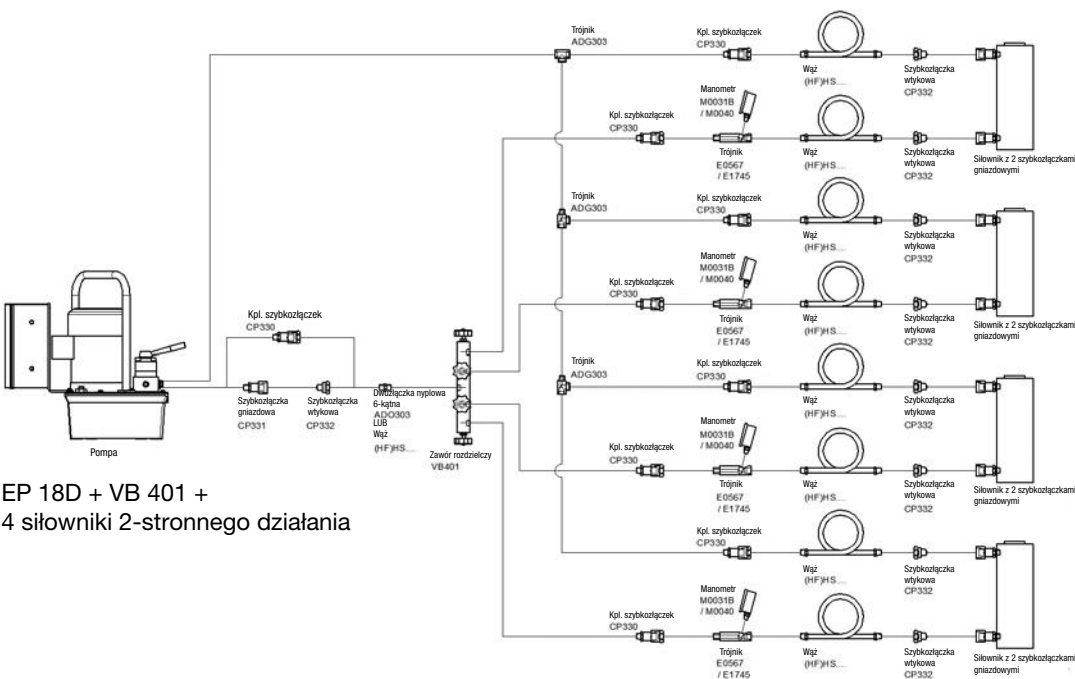 Trójnik
ADG303
Kpl. szybkozłączek
CP330
Wąż
(HF)HS....
Szybkozłączka
wtykowa
CP332
Manometr
M0031B
/ M0040
Kpl. szybkozłączek
CP330
Trójnik
E0567
/ E1745
Wąż
(HF)HS....
Szybkozłączka
wtykowa
CP332
Siłownik z 2 szybkozłączkami
gniazdowymi
Trójnik
ADG303
Kpl. szybkozłączek
CP330
Wąż
(HF)HS....
Szybkozłączka
wtykowa
CP332
Manometr
M0031B
/ M0040
Kpl. szybkozłączek
CP330
Trójnik
E0567
/ E1745
Wąż
(HF)HS....
Szybkozłączka
wtykowa
CP332
Siłownik z 2 szybkozłączkami
gniazdowymi
Kpl. szybkozłączek
CP330
Szybkozłączka
gniazdowa
CP331
Szybkozłączka
wtykowa
CP332
Dwuzłączka nyplowa
6-kątna
ADO303
LUB
Wąż
(HF)HS....
Zawór rozdzielczy
VB401
Pompa
Trójnik
ADG303
Kpl. szybkozłączek
CP330
Wąż
(HF)HS....
Szybkozłączka
wtykowa
CP332
Manometr
M0031B
/ M0040
Kpl. szybkozłączek
CP330
Trójnik
E0567
/ E1745
Wąż
(HF)HS....
Szybkozłączka
wtykowa
CP332
Siłownik z 2 szybkozłączkami
gniazdowymi
EP 18D + VB 401 +
4 siłowniki 2-stronnego działania
Kpl. szybkozłączek
CP330
Wąż
(HF)HS....
Szybkozłączka
wtykowa
CP332
Manometr
M0031B
/ M0040
Kpl. szybkozłączek
CP330
Trójnik
E0567
/ E1745
Wąż
(HF)HS....
Szybkozłączka
wtykowa
CP332
Siłownik z 2 szybkozłączkami
gniazdowymi